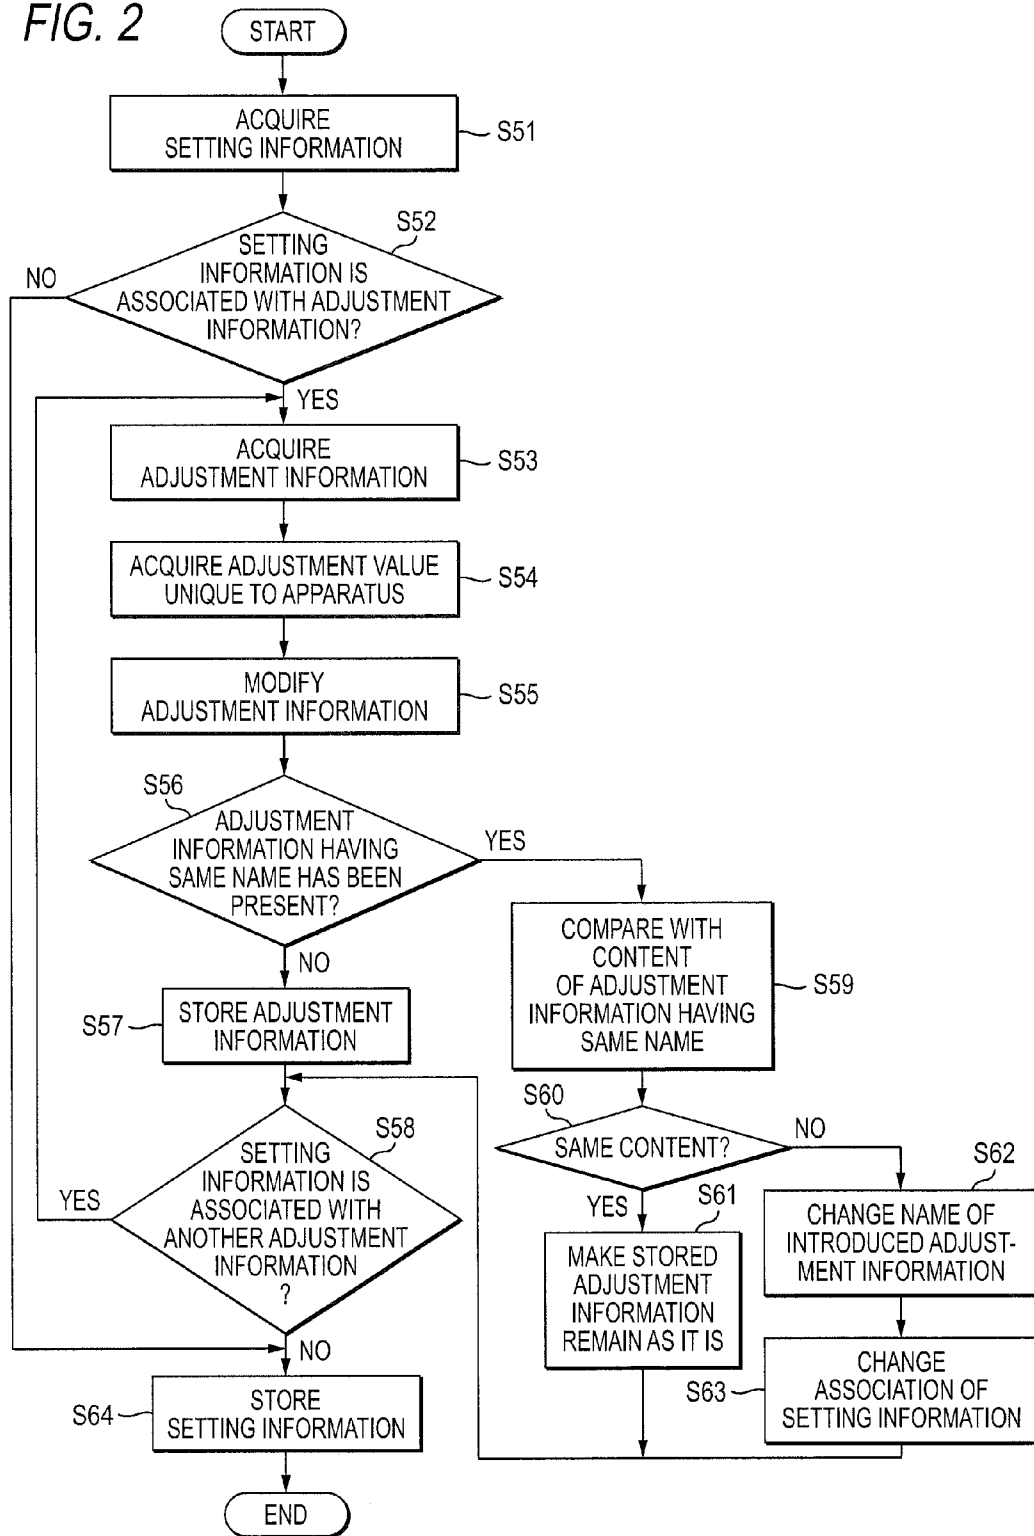 FIG. 2
START
ACQUIRE
SETTING INFORMATION
S51
S52
SETTING
INFORMATION IS
ASSOCIATED WITH ADJUSTMENT
INFORMATION?
NO
YES
ACQUIRE
ADJUSTMENT INFORMATION
S53
ACQUIRE ADJUSTMENT VALUE
UNIQUE TO APPARATUS
S54
MODIFY
ADJUSTMENT INFORMATION
S55
S56
ADJUSTMENT
INFORMATION HAVING
SAME NAME HAS BEEN
PRESENT?
YES
NO
COMPARE WITH
CONTENT
OF ADJUSTMENT
INFORMATION HAVING
SAME NAME
S59
S57
STORE ADJUSTMENT
INFORMATION
S60
SAME CONTENT?
NO
YES
S58
SETTING
INFORMATION IS
ASSOCIATED WITH
ANOTHER ADJUSTMENT
INFORMATION
?
YES
NO
S61
MAKE STORED
ADJUSTMENT
INFORMATION
REMAIN AS IT IS
S62
CHANGE NAME OF
INTRODUCED ADJUST-
MENT INFORMATION
S63
CHANGE
ASSOCIATION OF
SETTING INFORMATION
S64
STORE
SETTING INFORMATION
END